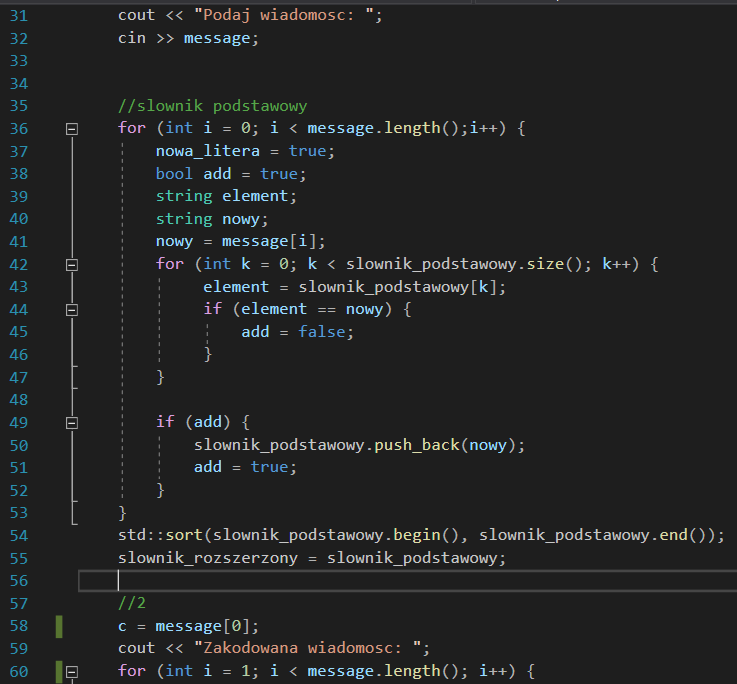 31 cout << "Podaj wiadomosc: ";
32 cin >> message;
33
34
35 //slownik podstawowy
36 for (int i = 0; i < message.length();i++) {
37 nowa_litera = true;
38 bool add = true;
39 string element;
40 string nowy;
41 nowy = message[i];
42 for (int k = 0; k < slownik_podstawowy.size(); k++) {
43 element = slownik_podstawowy[k];
44 if (element == nowy) {
45 add = false;
46 }
47 }
48
49 if (add) {
50 slownik_podstawowy.push_back(nowy);
51 add = true;
52 }
53 }
54 std::sort(slownik_podstawowy.begin(), slownik_podstawowy.end());
55 slownik_rozszerzony = slownik_podstawowy;
56
57 //2
58 c = message[0];
59 cout << "Zakodowana wiadomosc: ";
60 for (int i = 1; i < message.length(); i++) {